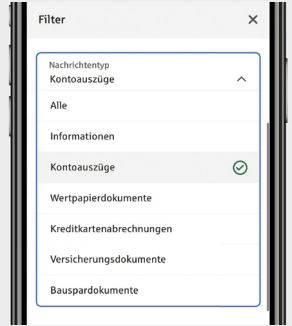 Filter
Nachrichtentyp
Kontoauszüge
Alle
Informationen
Kontoauszüge
Wertpapierdokumente
Kreditkartenabrechnungen
Versicherungsdokumente
Bauspardokumente